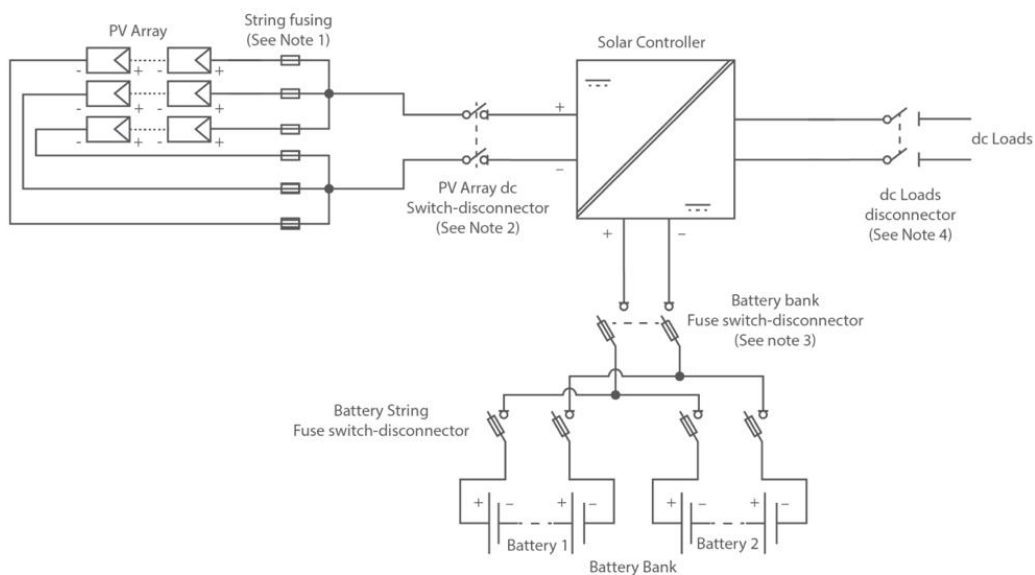 PV Array
String fusing
(See Note 1)
- + - +
- + - +
- + - +
Solar Controller
+
−
PV Array dc
Switch-disconnector
(See Note 2)
dc Loads
dc Loads
disconnector
(See Note 4)
+ −
Battery bank
Fuse switch-disconnector
(See note 3)
Battery String
Fuse switch-disconnector
+ − + −
+ − + −
Battery 1
Battery 2
Battery Bank